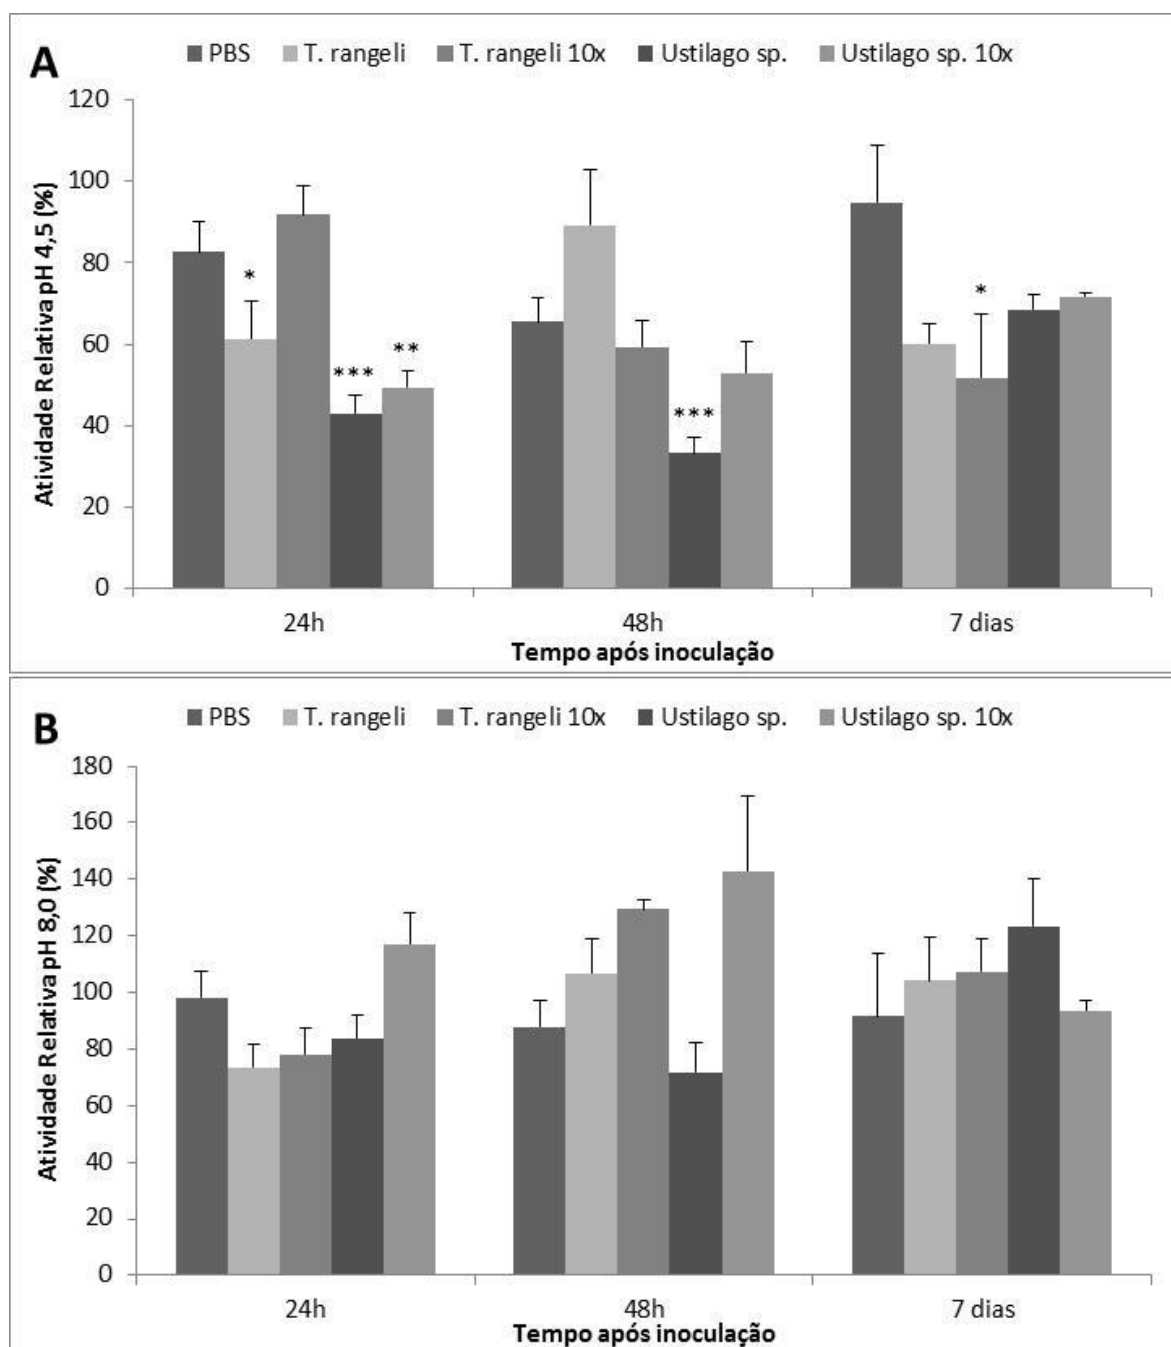 A
PBS T. rangeli T. rangeli 10x Ustilago sp. Ustilago sp. 10x
Atividade Relativa pH 4,5 (%)
120
100
80
60
40
20
0
*
***
**
***
*
24h 48h 7 dias
Tempo após inoculação
B
PBS T. rangeli T. rangeli 10x Ustilago sp. Ustilago sp. 10x
Atividade Relativa pH 8,0 (%)
180
160
140
120
100
80
60
40
20
0
24h 48h 7 dias
Tempo após inoculação